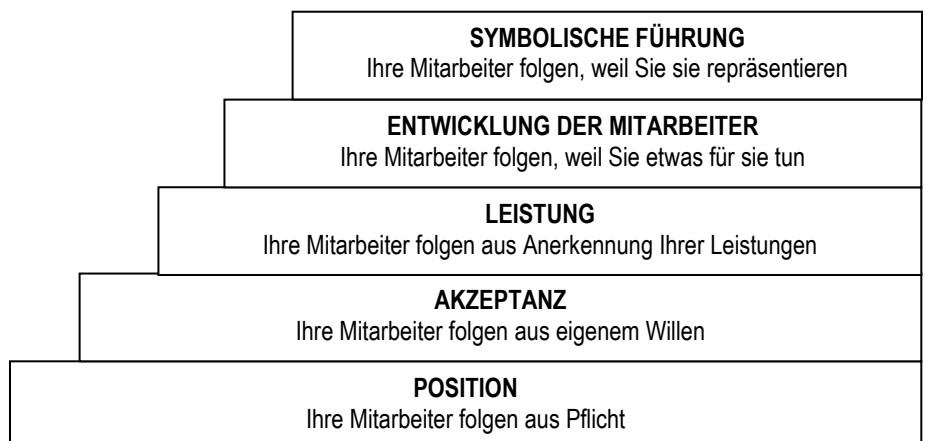 SYMBOLISCHE FÜHRUNG
Ihre Mitarbeiter folgen, weil Sie sie repräsentieren
ENTWICKLUNG DER MITARBEITER
Ihre Mitarbeiter folgen, weil Sie etwas für sie tun
LEISTUNG
Ihre Mitarbeiter folgen aus Anerkennung Ihrer Leistungen
AKZEPTANZ
Ihre Mitarbeiter folgen aus eigenem Willen
POSITION
Ihre Mitarbeiter folgen aus Pflicht